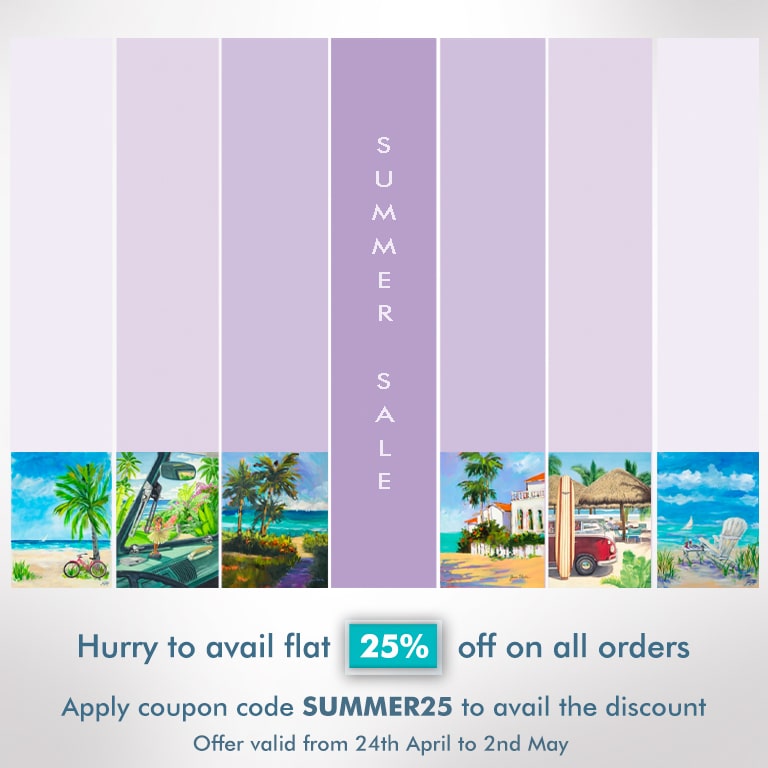 SUMMER SALE
Hurry to avail flat 25% off on all orders
Apply coupon code SUMMER25 to avail the discount
Offer valid from 24th April to 2nd May